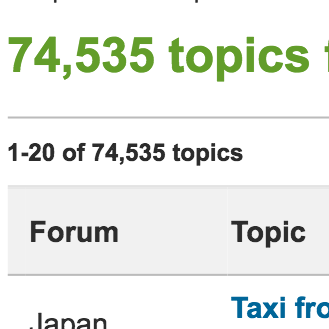 74,535 topics
1-20 of 74,535 topics
Forum Topic
Taxi fro
Japan